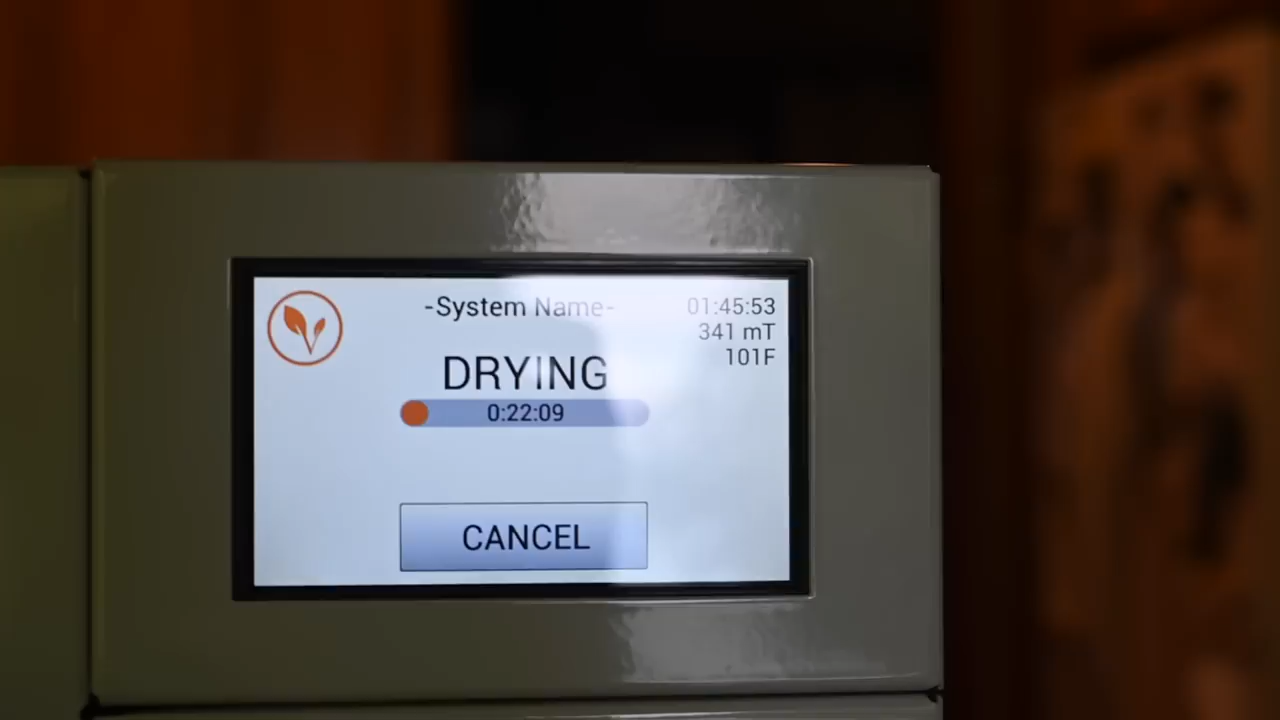 -System Name-
01:45:53
341 mT
101F
DRYING
0:22:09
CANCEL